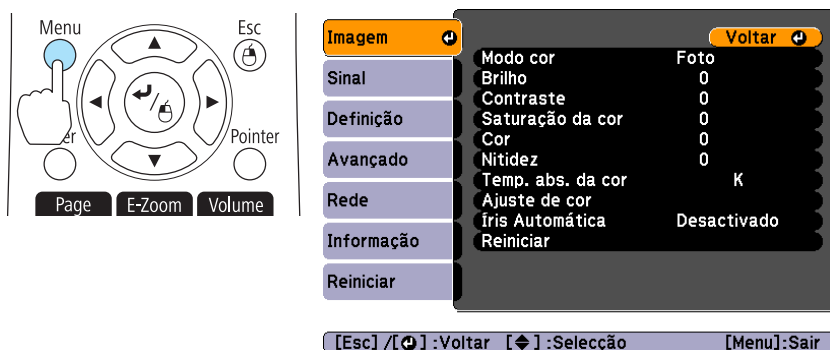 Menu
Esc
Pointer
Page
E-Zoom
Volume
Imagem
Sinal
Definição
Avançado
Rede
Informação
Reiniciar
Voltar
Modo cor Foto
Brilho 0
Contraste 0
Saturação da cor 0
Cor 0
Nitidez 0
Temp. abs. da cor K
Ajuste de cor
Íris Automática Desactivado
Reiniciar
[Esc] /[ ] :Voltar [ ] :Selecção [Menu]:Sair